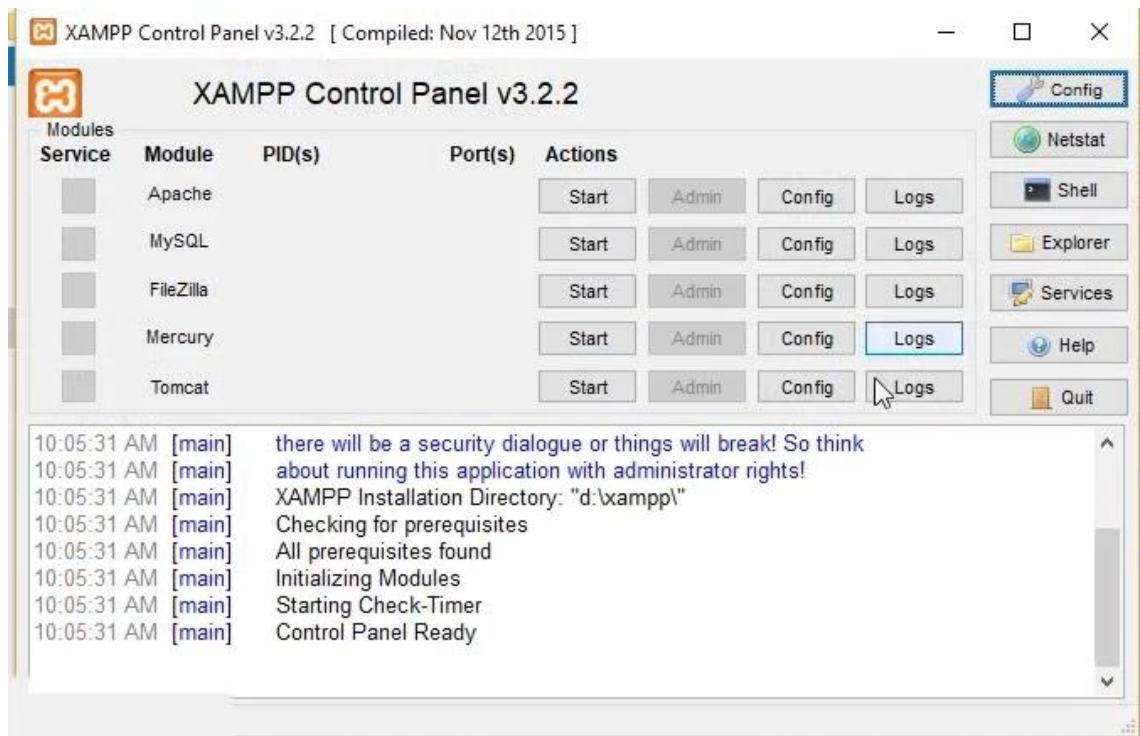 XAMPP Control Panel v3.2.2 [ Compiled: Nov 12th 2015 ]
XAMPP Control Panel v3.2.2
Config
Modules
Service Module PID(s) Port(s) Actions
Netstat
Apache Start Admin Config Logs
Shell
MySQL Start Admin Config Logs
Explorer
FileZilla Start Admin Config Logs
Services
Mercury Start Admin Config Logs
Help
Tomcat Start Admin Config Logs
Quit
10:05:31 AM [main] there will be a security dialogue or things will break! So think
10:05:31 AM [main] about running this application with administrator rights!
10:05:31 AM [main] XAMPP Installation Directory: "d:\xampp\"
10:05:31 AM [main] Checking for prerequisites
10:05:31 AM [main] All prerequisites found
10:05:31 AM [main] Initializing Modules
10:05:31 AM [main] Starting Check-Timer
10:05:31 AM [main] Control Panel Ready